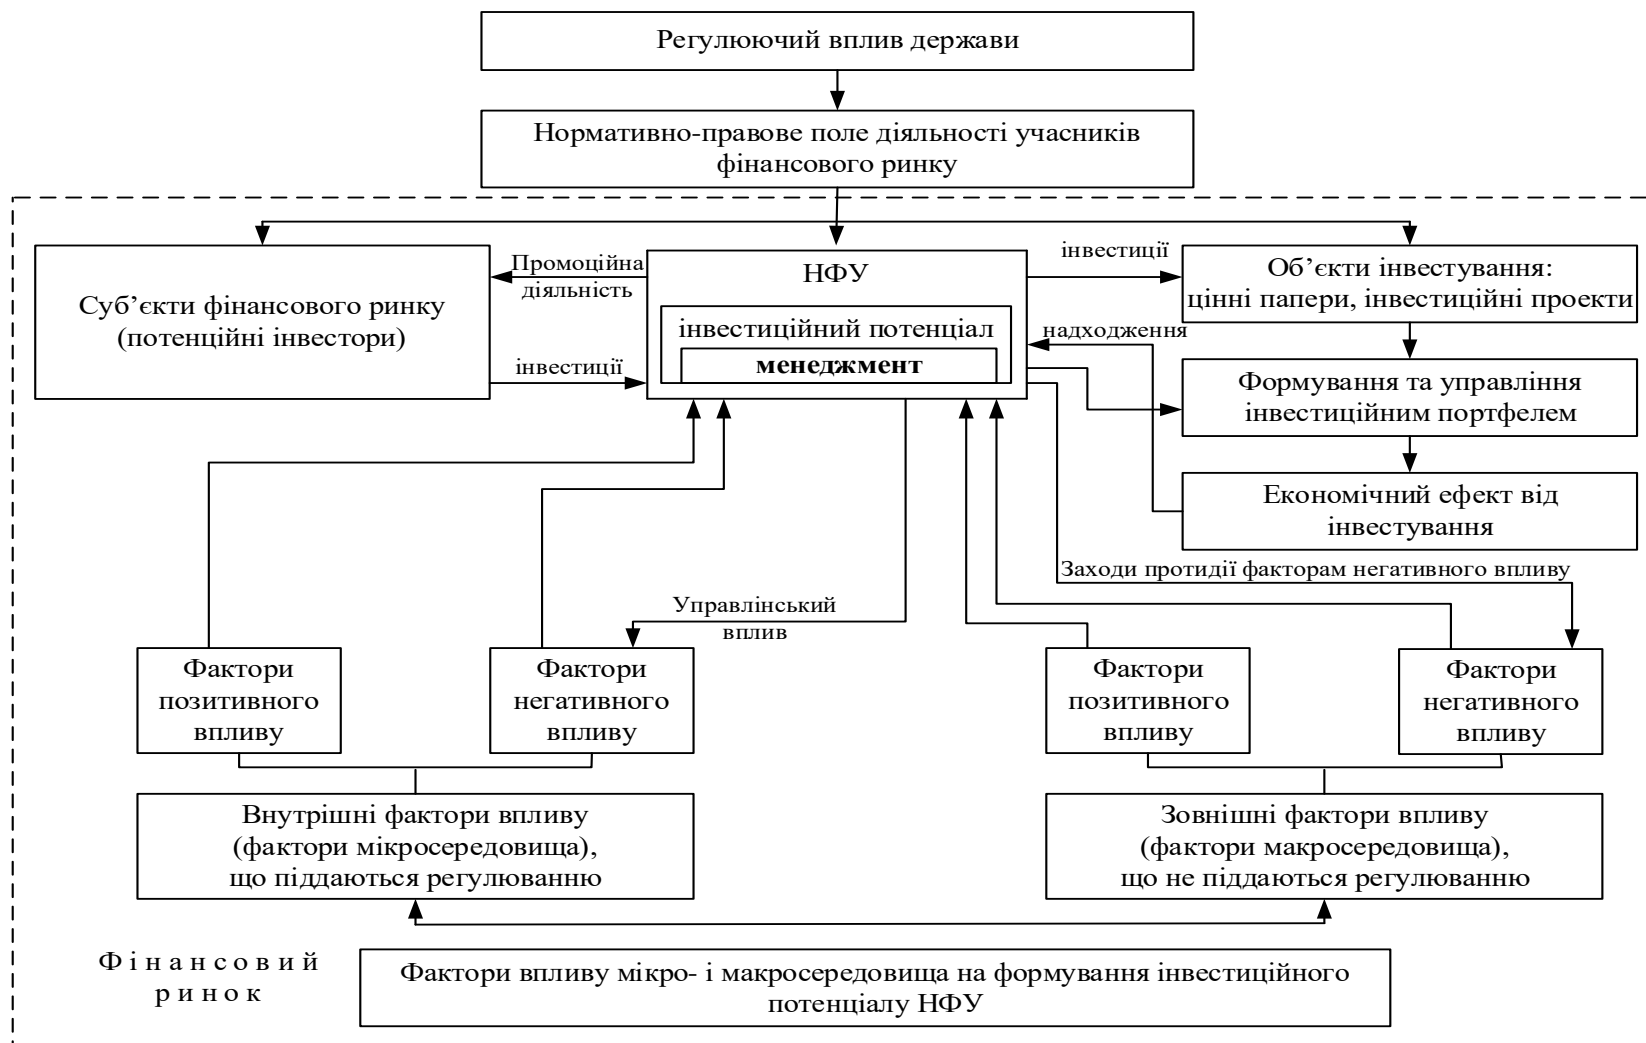 Регулюючий вплив держави
Нормативно-правове поле діяльності учасників
фінансового ринку
Суб’єкти фінансового ринку
(потенційні інвестори)
Промоційна
діяльність
інвестиції
НФУ
інвестиційний потенціал
менеджмент
інвестиції
надходження
Об’єкти інвестування:
цінні папери, інвестиційні проекти
Формування та управління
інвестиційним портфелем
Економічний ефект від
інвестування
Заходи протидії факторам негативного впливу
Управлінський
вплив
Фактори
позитивного
впливу
Фактори
негативного
впливу
Фактори
позитивного
впливу
Фактори
негативного
впливу
Внутрішні фактори впливу
(фактори мікросередовища),
що піддаються регулюванню
Зовнішні фактори впливу
(фактори макросередовища),
що не піддаються регулюванню
Фінансовий
ринок
Фактори впливу мікро- і макросередовища на формування інвестиційного
потенціалу НФУ